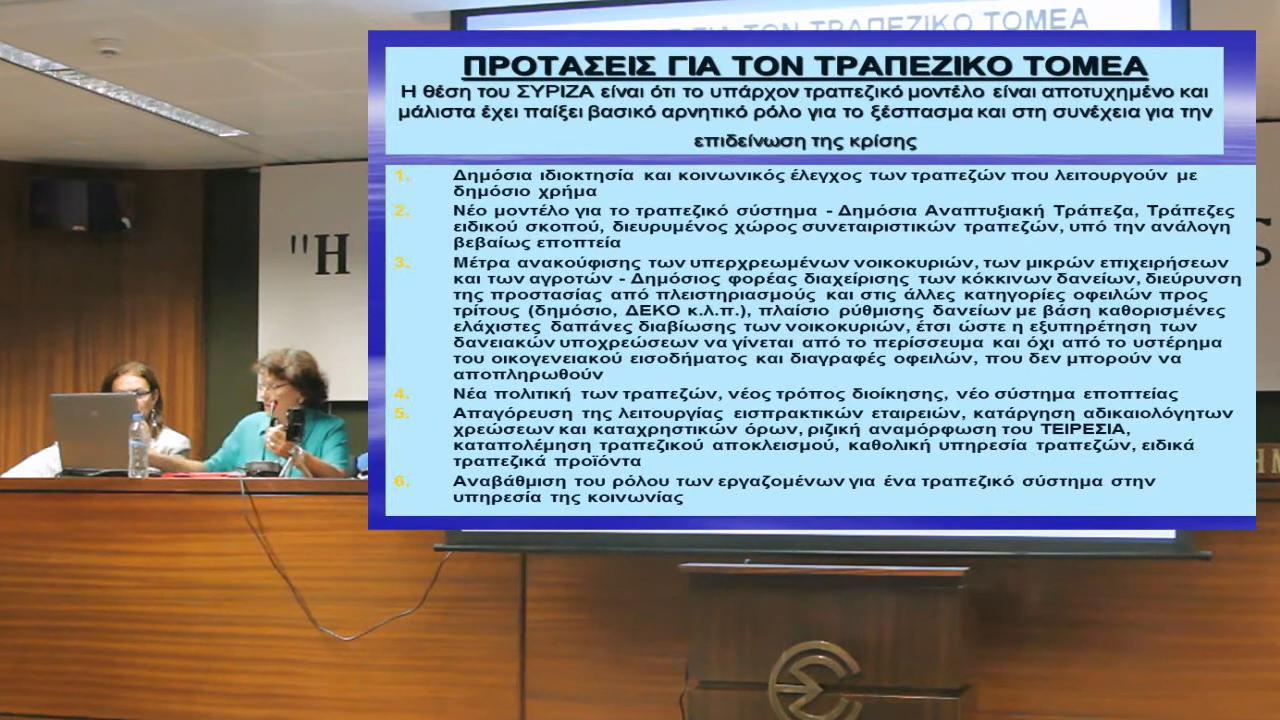 ΓΙΑ ΤΟΝ ΤΡΑΠΕΖΙΚΟ ΤΟΜΕΑ
ΠΡΟΤΑΣΕΙΣ ΓΙΑ ΤΟΝ ΤΡΑΠΕΖΙΚΟ ΤΟΜΕΑ
Η θέση του ΣΥΡΙΖΑ είναι ότι το υπάρχον τραπεζικό μοντέλο είναι αποτυχημένο και
μάλιστα έχει παίξει βασικό αρνητικό ρόλο για το ξέσπασμα και στη συνέχεια για την
επιδείνωση της κρίσης
1. Δημόσια ιδιοκτησία και κοινωνικός έλεγχος των τραπεζών που λειτουργούν με
δημόσιο χρήμα
2. Νέο μοντέλο για το τραπεζικό σύστημα - Δημόσια Αναπτυξιακή Τράπεζα, Τράπεζες
ειδικού σκοπού, διευρυμένος χώρος συνεταιριστικών τραπεζών, υπό την ανάλογη
βεβαίως εποπτεία
3. Μέτρα ανακούφισης των υπερχρεωμένων νοικοκυριών, των μικρών επιχειρήσεων
και των αγροτών - Δημόσιος φορέας διαχείρισης των κόκκινων δανείων, διεύρυνση
της προστασίας από πλειστηριασμούς και στις άλλες κατηγορίες οφειλών προς
τρίτους (δημόσιο, ΔΕΚΟ κ.λ.π.), πλαίσιο ρύθμισης δανείων με βάση καθορισμένες
ελάχιστες δαπάνες διαβίωσης των νοικοκυριών, έτσι ώστε η εξυπηρέτηση των
δανειακών υποχρεώσεων να γίνεται από το περίσσευμα και όχι από το υστέρημα
του οικογενειακού εισοδήματος και διαγραφές οφειλών, που δεν μπορούν να
αποπληρωθούν
4. Νέα πολιτική των τραπεζών, νέος τρόπος διοίκησης, νέο σύστημα εποπτείας
5. Απαγόρευση της λειτουργίας εισπρακτικών εταιρειών, κατάργηση αδικαιολόγητων
χρεώσεων και καταχρηστικών όρων, ριζική αναμόρφωση του ΤΕΙΡΕΣΙΑ,
καταπολέμηση τραπεζικού αποκλεισμού, καθολική υπηρεσία τραπεζών, ειδικά
τραπεζικά προϊόντα
6. Αναβάθμιση του ρόλου των εργαζομένων για ένα τραπεζικό σύστημα στην
υπηρεσία της κοινωνίας
"Η